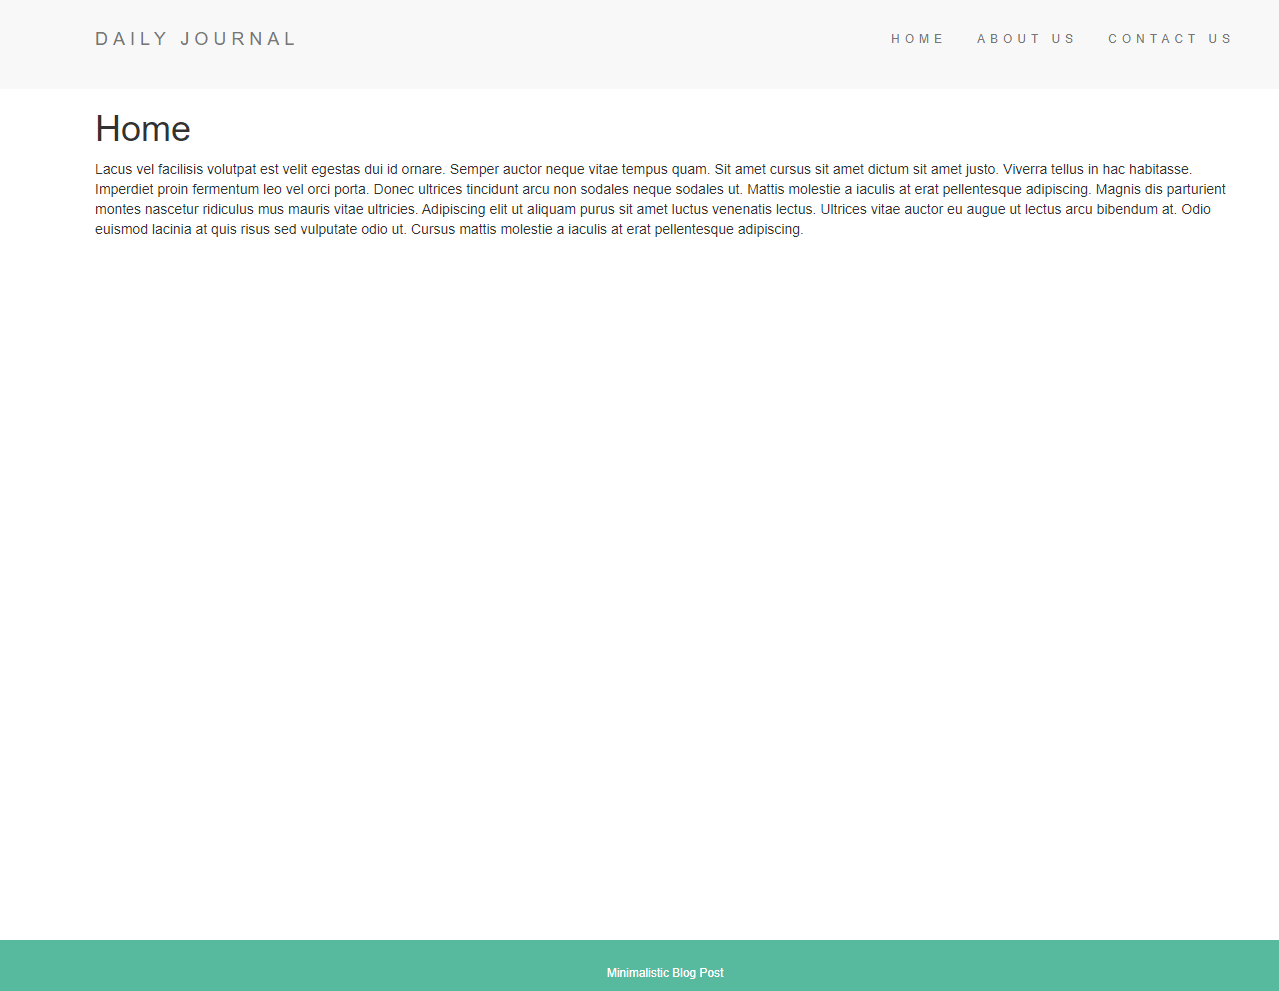 DAILY JOURNAL
HOME ABOUT US CONTACT US
Home
Lacus vel facilisis volutpat est velit egestas dui id ornare. Semper auctor neque vitae tempus quam. Sit amet cursus sit amet dictum sit amet justo. Viverra tellus in hac habitasse.
Imperdiet proin fermentum leo vel orci porta. Donec ultrices tincidunt arcu non sodales neque sodales ut. Mattis molestie a iaculis at erat pellentesque adipiscing. Magnis dis parturient
montes nascetur ridiculus mus mauris vitae ultricies. Adipiscing elit ut aliquam purus sit amet luctus venenatis lectus. Ultrices vitae auctor eu augue ut lectus arcu bibendum at. Odio
euismod lacinia at quis risus sed vulputate odio ut. Cursus mattis molestie a iaculis at erat pellentesque adipiscing.
Minimalistic Blog Post